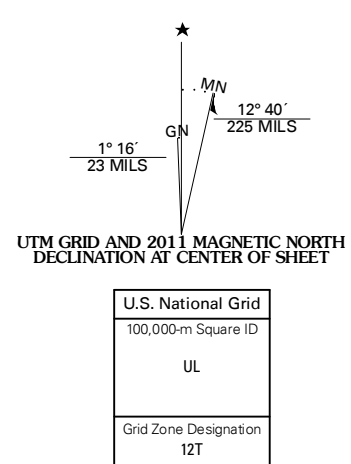 MN
12° 40´
225 MILS
GN
1° 16´
23 MILS
UTM GRID AND 2011 MAGNETIC NORTH
DECLINATION AT CENTER OF SHEET
U.S. National Grid
100,000-m Square ID
UL
Grid Zone Designation
12T